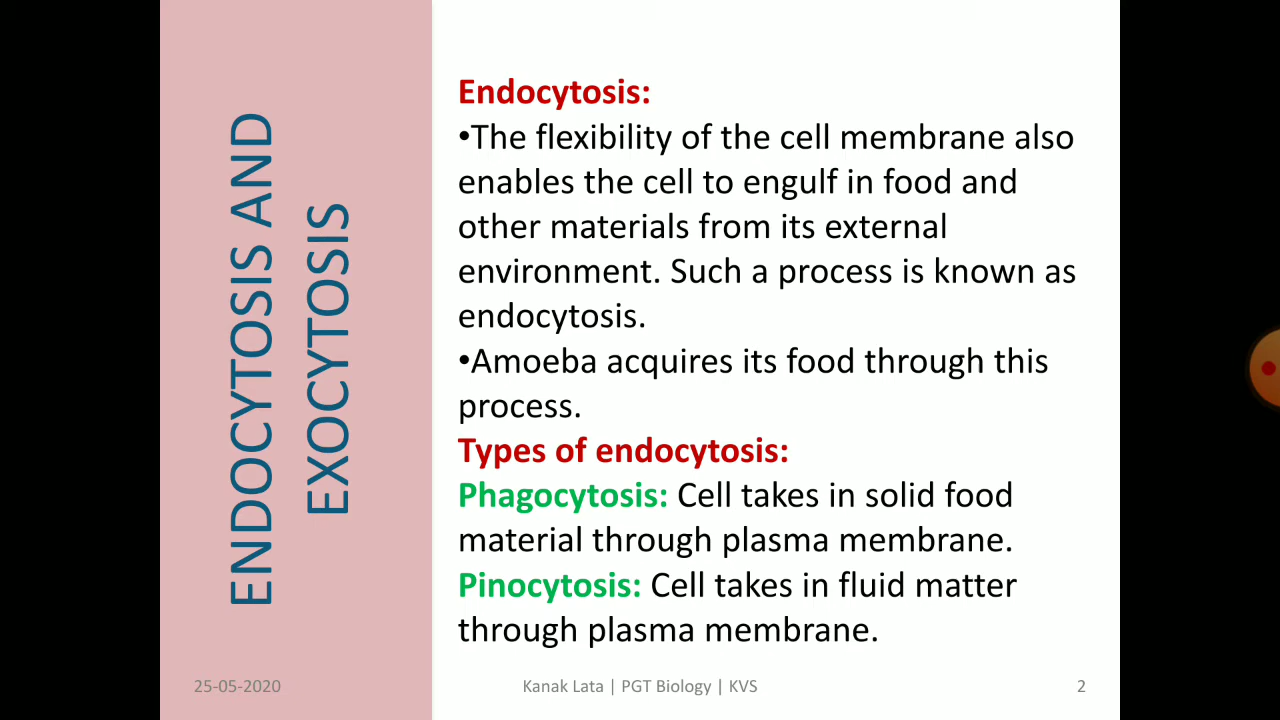 ENDOCYTOSIS AND
EXOCYTOSIS
Endocytosis:
•The flexibility of the cell membrane also
enables the cell to engulf in food and
other materials from its external
environment. Such a process is known as
endocytosis.
•Amoeba acquires its food through this
process.
Types of endocytosis:
Phagocytosis: Cell takes in solid food
material through plasma membrane.
Pinocytosis: Cell takes in fluid matter
through plasma membrane.
25-05-2020
Kanak Lata | PGT Biology | KVS
2